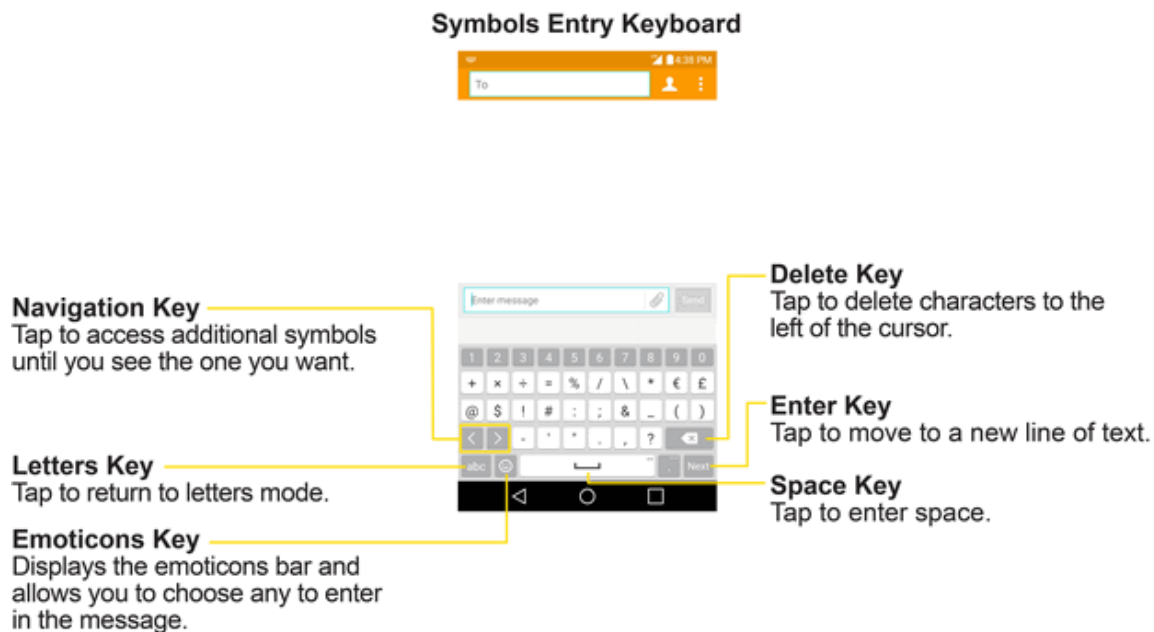 Symbols Entry Keyboard
4:38 PM
To
Navigation Key
Tap to access additional symbols
until you see the one you want.
Letters Key
Tap to return to letters mode.
Emoticons Key
Displays the emoticons bar and
allows you to choose any to enter
in the message.
Enter message
Send
1 2 3 4 5 6 7 8 9 0
+ × ÷ = % / \ * € £
@ $ ! # : ; & _ ( )
< > - ' " . , ?
abc Next
Delete Key
Tap to delete characters to the
left of the cursor.
Enter Key
Tap to move to a new line of text.
Space Key
Tap to enter space.